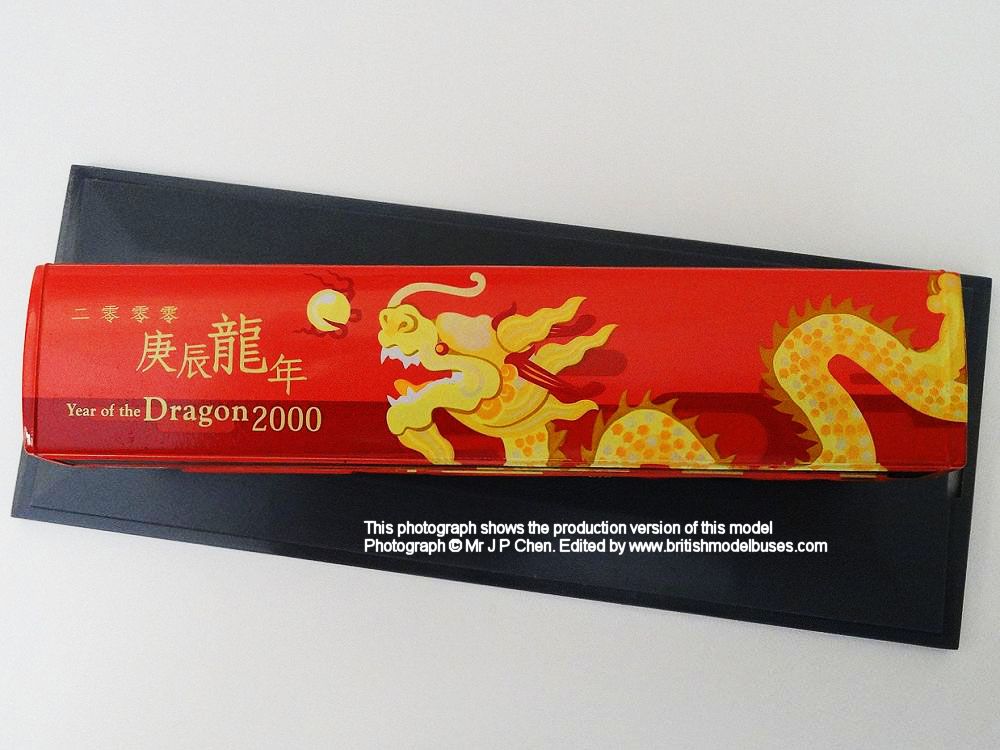 二零零零
庚辰龍年
Year of the Dragon 2000
This photograph shows the production version of this model
Photograph © Mr J P Chen. Edited by www.britishmodelbuses.com